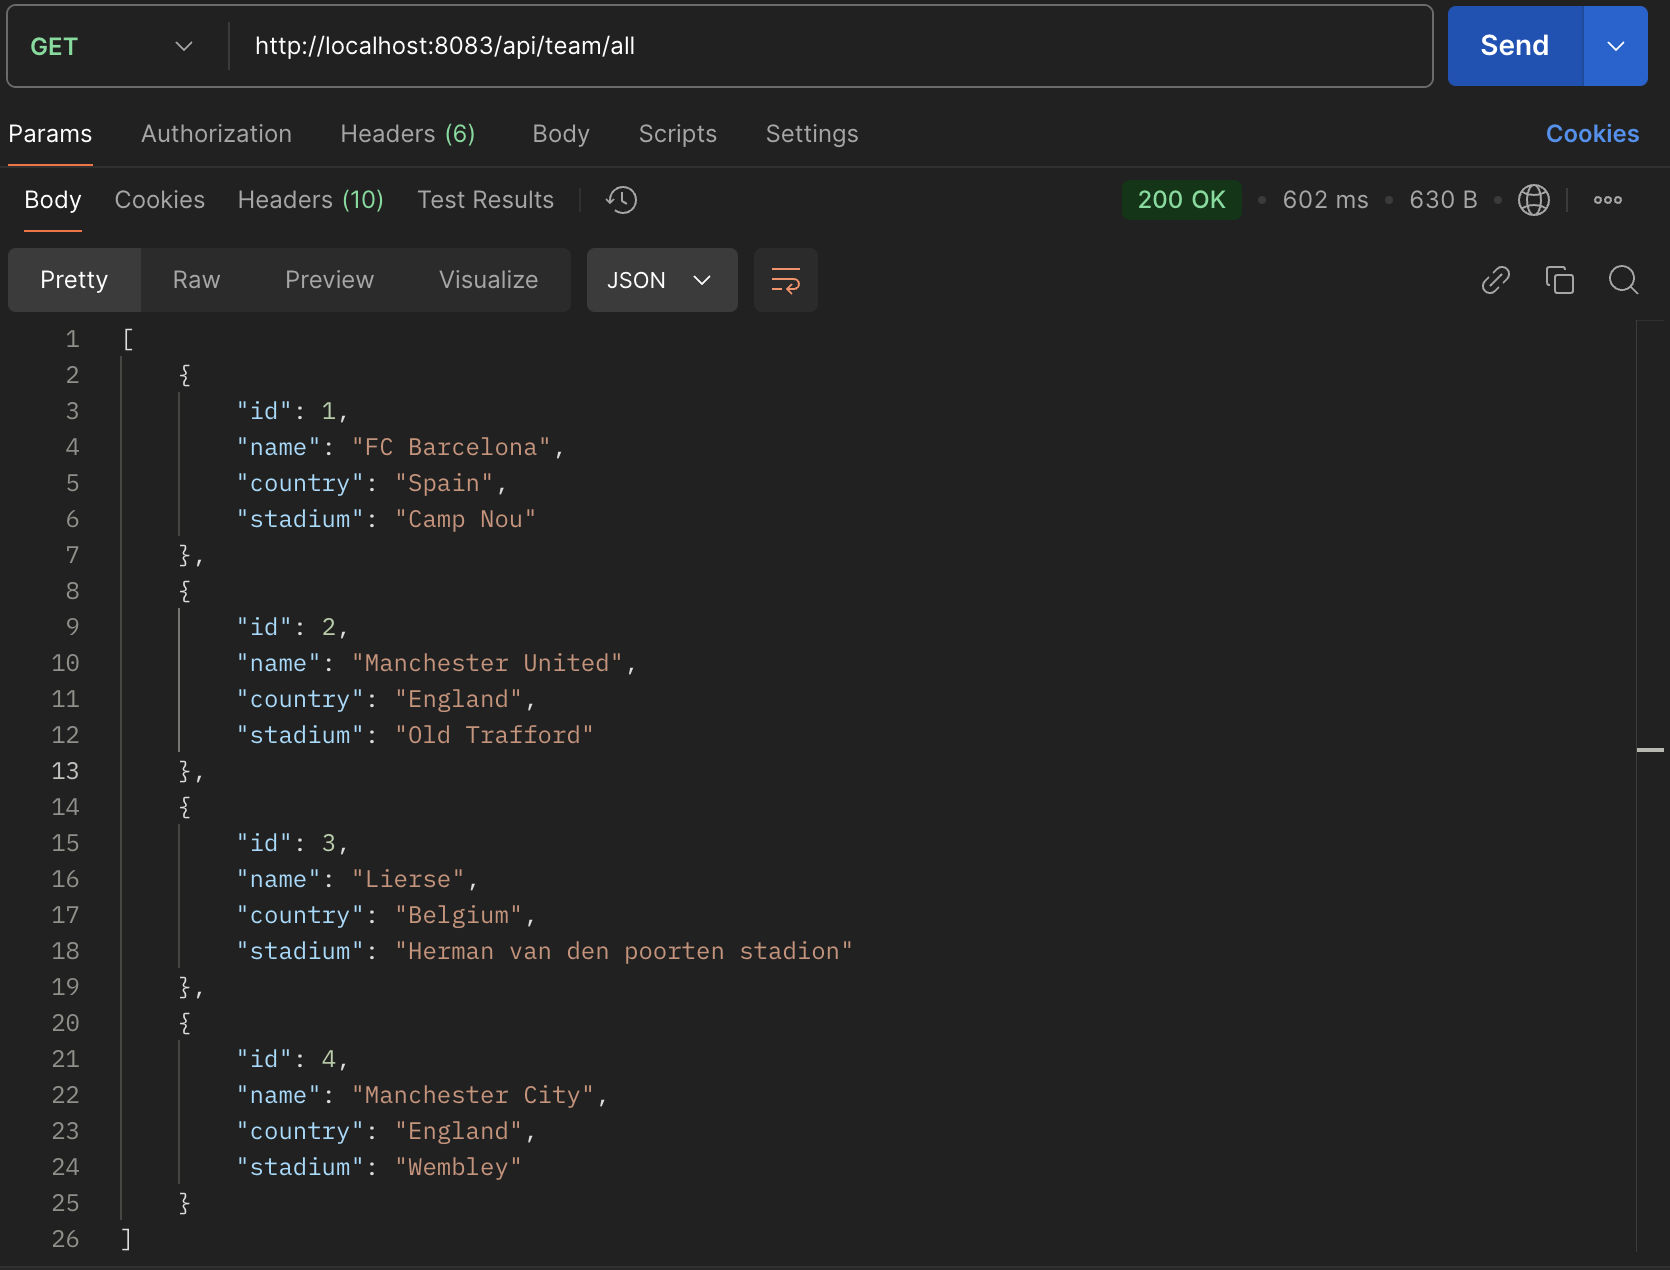 GET http://localhost:8083/api/team/all Send
Params Authorization Headers (6) Body Scripts Settings Cookies
Body Cookies Headers (10) Test Results 200 OK • 602 ms • 630 B •
Pretty Raw Preview Visualize JSON
1 [
2 {
3 "id": 1,
4 "name": "FC Barcelona",
5 "country": "Spain",
6 "stadium": "Camp Nou"
7 },
8 {
9 "id": 2,
10 "name": "Manchester United",
11 "country": "England",
12 "stadium": "Old Trafford"
13 },
14 {
15 "id": 3,
16 "name": "Lierse",
17 "country": "Belgium",
18 "stadium": "Herman van den poorten stadion"
19 },
20 {
21 "id": 4,
22 "name": "Manchester City",
23 "country": "England",
24 "stadium": "Wembley"
25 }
26 ]